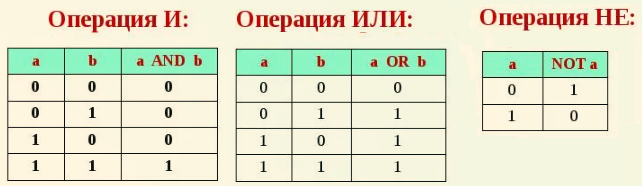 Операция И:
a b a AND b
0 0 0
0 1 0
1 0 0
1 1 1
Операция ИЛИ:
a b a OR b
0 0 0
0 1 1
1 0 1
1 1 1
Операция НЕ:
a NOT a
0 1
1 0